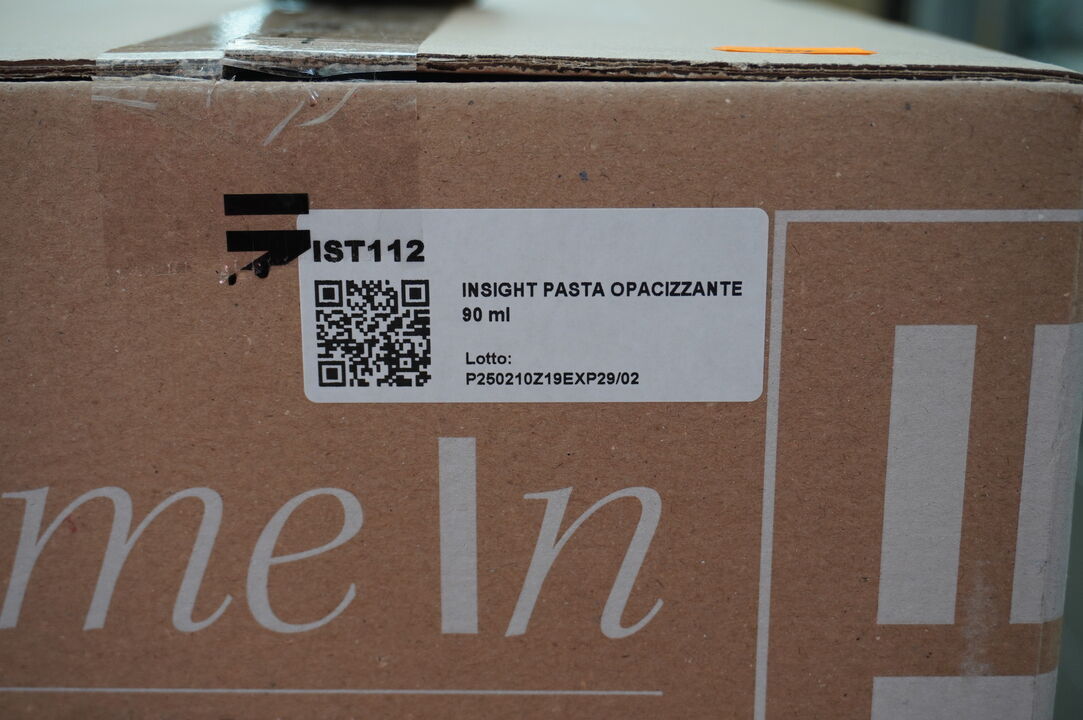 IST112
INSIGHT PASTA OPACIZZANTE
90 ml
Lotto:
P250210Z19EXP29/02
me In